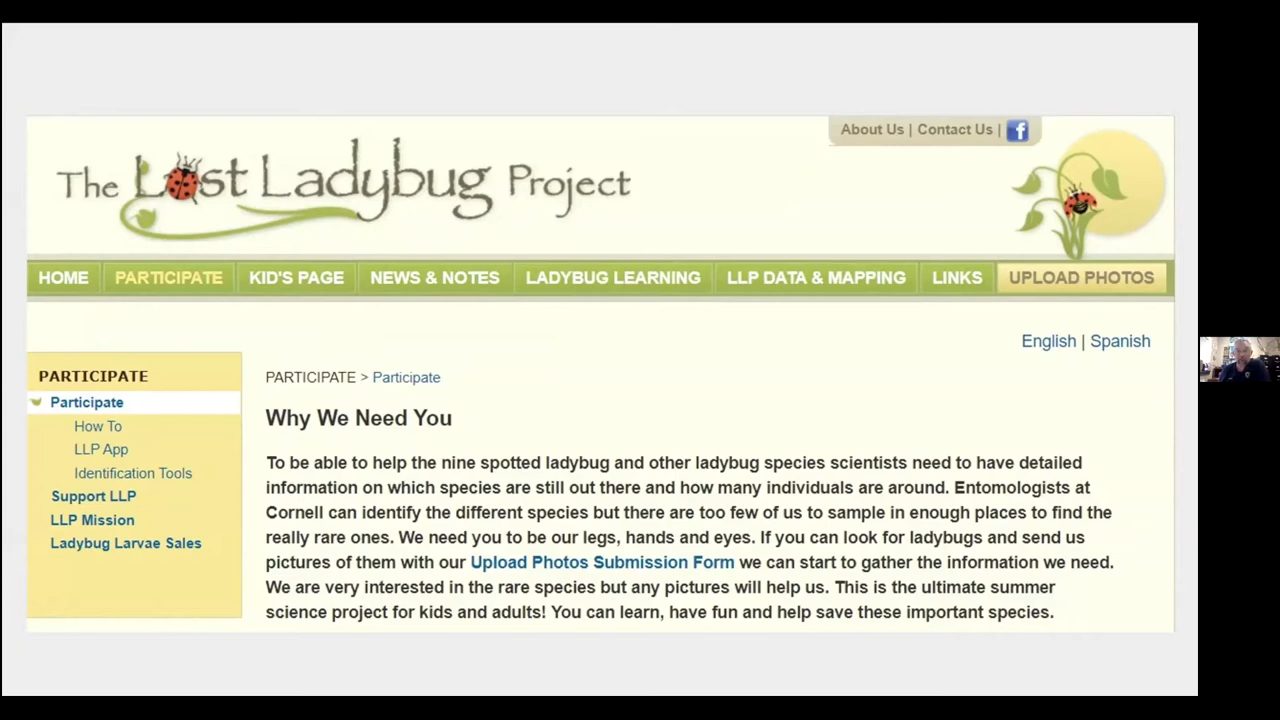 About Us | Contact Us |
The Lost Ladybug Project
HOME PARTICIPATE KID'S PAGE NEWS & NOTES LADYBUG LEARNING LLP DATA & MAPPING LINKS UPLOAD PHOTOS
English | Spanish
PARTICIPATE
Participate
How To
LLP App
Identification Tools
Support LLP
LLP Mission
Ladybug Larvae Sales
PARTICIPATE > Participate
Why We Need You
To be able to help the nine spotted ladybug and other ladybug species scientists need to have detailed
information on which species are still out there and how many individuals are around. Entomologists at
Cornell can identify the different species but there are too few of us to sample in enough places to find the
really rare ones. We need you to be our legs, hands and eyes. If you can look for ladybugs and send us
pictures of them with our Upload Photos Submission Form we can start to gather the information we need.
We are very interested in the rare species but any pictures will help us. This is the ultimate summer
science project for kids and adults! You can learn, have fun and help save these important species.